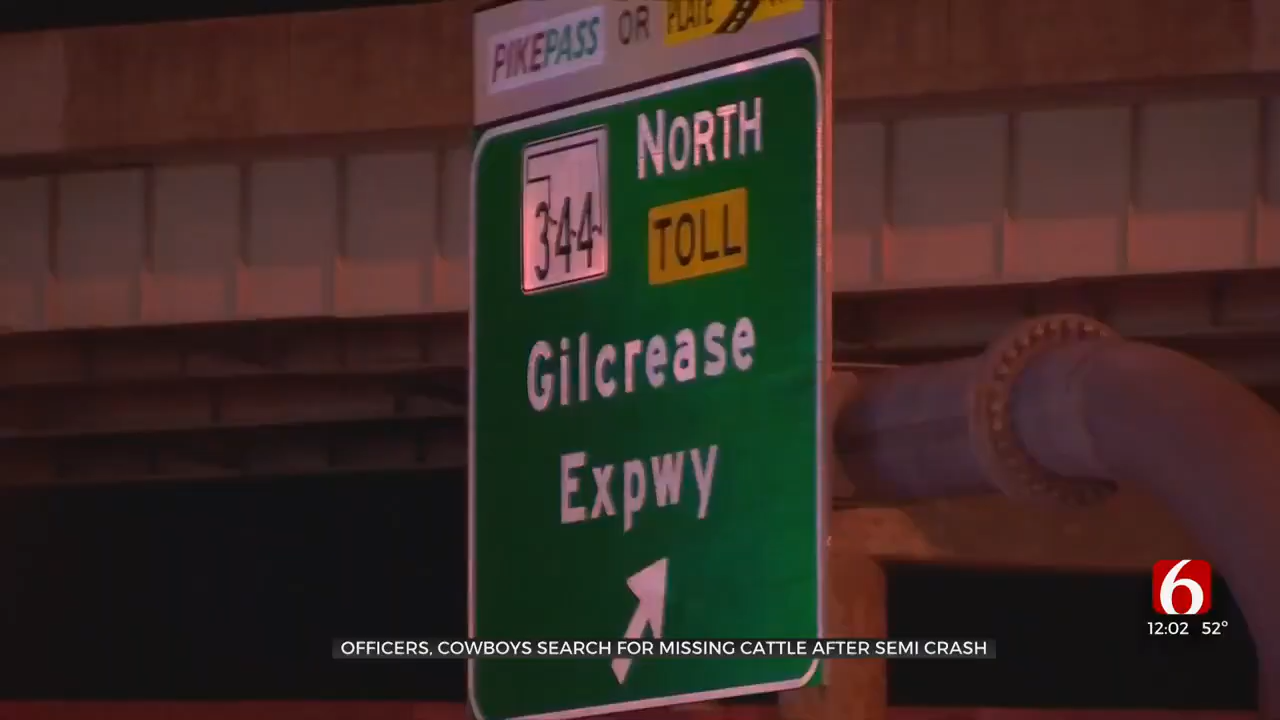 PIKEPASS OR PLATE
344
NORTH
TOLL
Gilcrease
Expwy
6
12:02 52°
OFFICERS, COWBOYS SEARCH FOR MISSING CATTLE AFTER SEMI CRASH